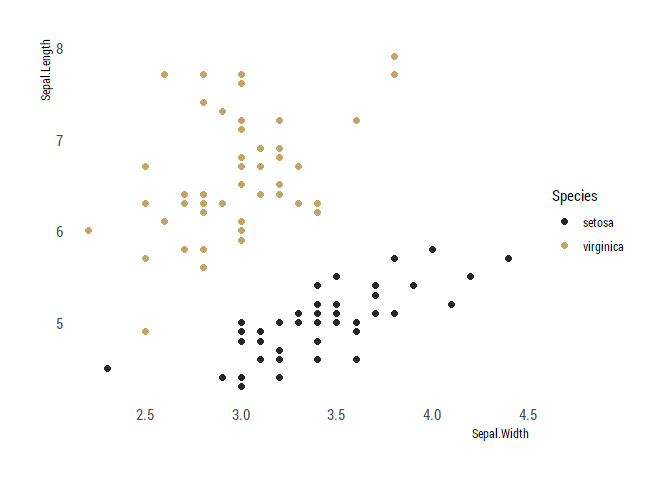 Sepal.Length
8
7
6
5
2.5 3.0 3.5 4.0 4.5
Sepal.Width
Species
setosa
virginica